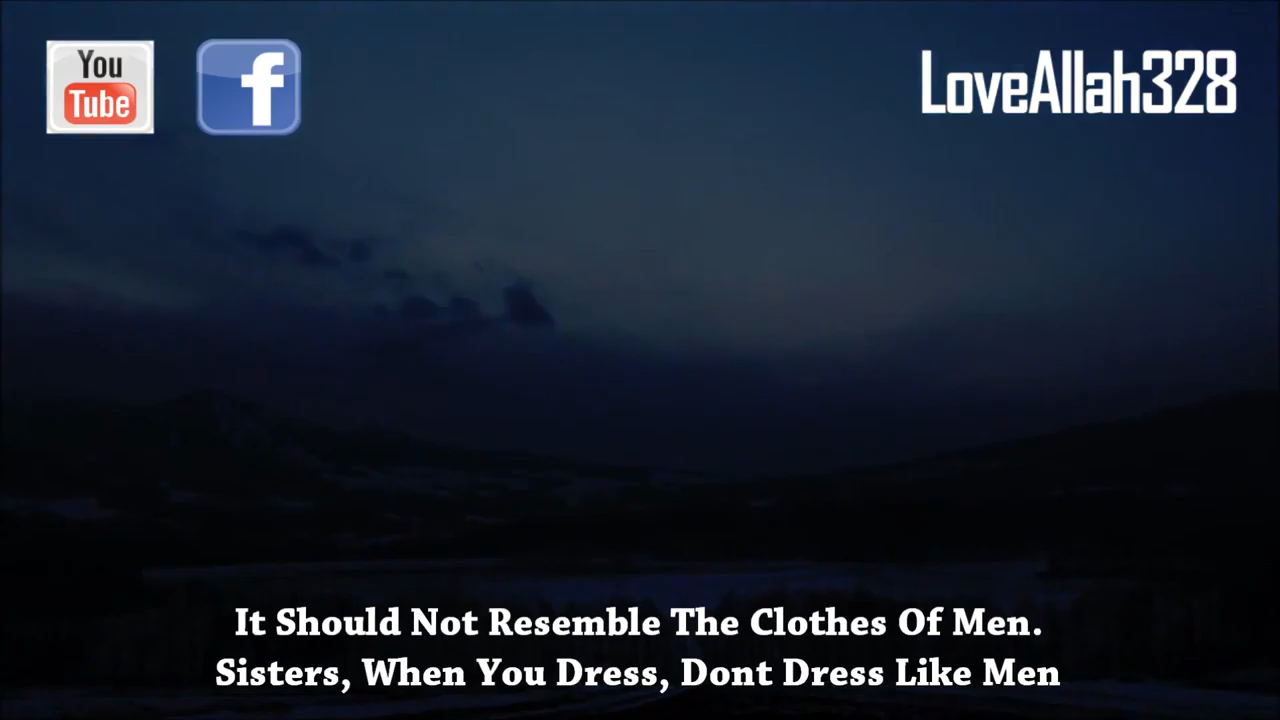 You
Tube
f
LoveAllah328
It Should Not Resemble The Clothes Of Men.
Sisters, When You Dress, Dont Dress Like Men